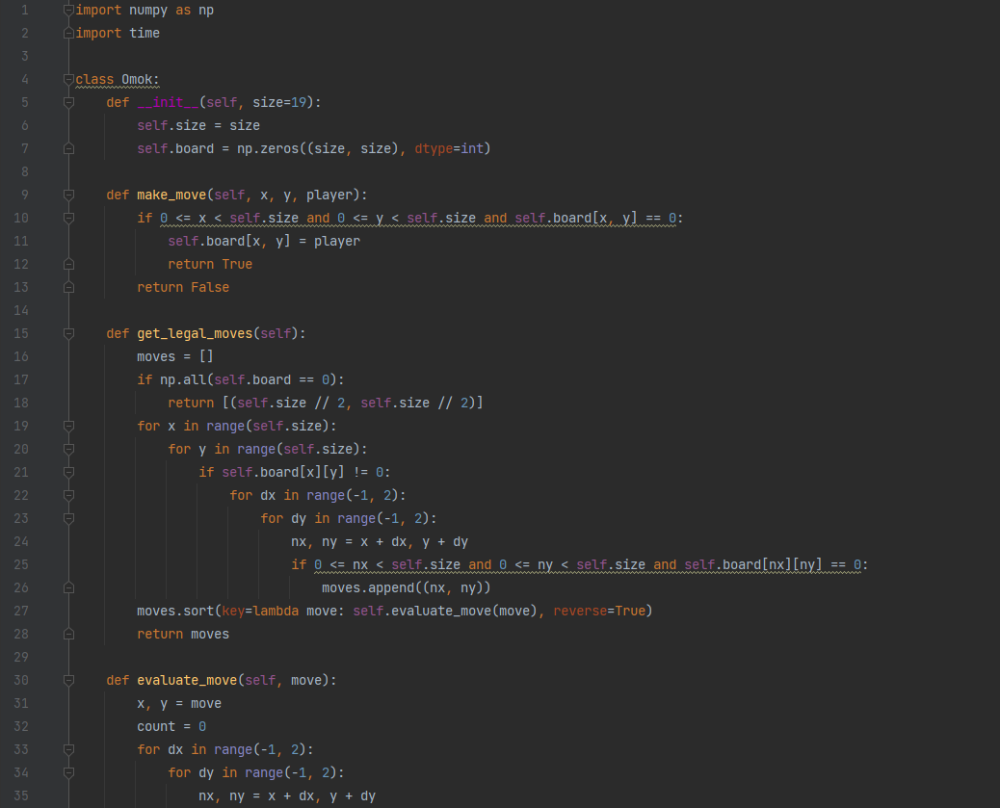 1 import numpy as np
2 import time
3
4 class Omok:
5     def __init__(self, size=19):
6         self.size = size
7         self.board = np.zeros((size, size), dtype=int)
8
9     def make_move(self, x, y, player):
10         if 0 <= x < self.size and 0 <= y < self.size and self.board[x, y] == 0:
11             self.board[x, y] = player
12             return True
13         return False
14
15     def get_legal_moves(self):
16         moves = []
17         if np.all(self.board == 0):
18             return [(self.size // 2, self.size // 2)]
19         for x in range(self.size):
20             for y in range(self.size):
21                 if self.board[x][y] != 0:
22                     for dx in range(-1, 2):
23                         for dy in range(-1, 2):
24                             nx, ny = x + dx, y + dy
25                             if 0 <= nx < self.size and 0 <= ny < self.size and self.board[nx][ny] == 0:
26                                 moves.append((nx, ny))
27         moves.sort(key=lambda move: self.evaluate_move(move), reverse=True)
28         return moves
29
30     def evaluate_move(self, move):
31         x, y = move
32         count = 0
33         for dx in range(-1, 2):
34             for dy in range(-1, 2):
35                 nx, ny = x + dx, y + dy